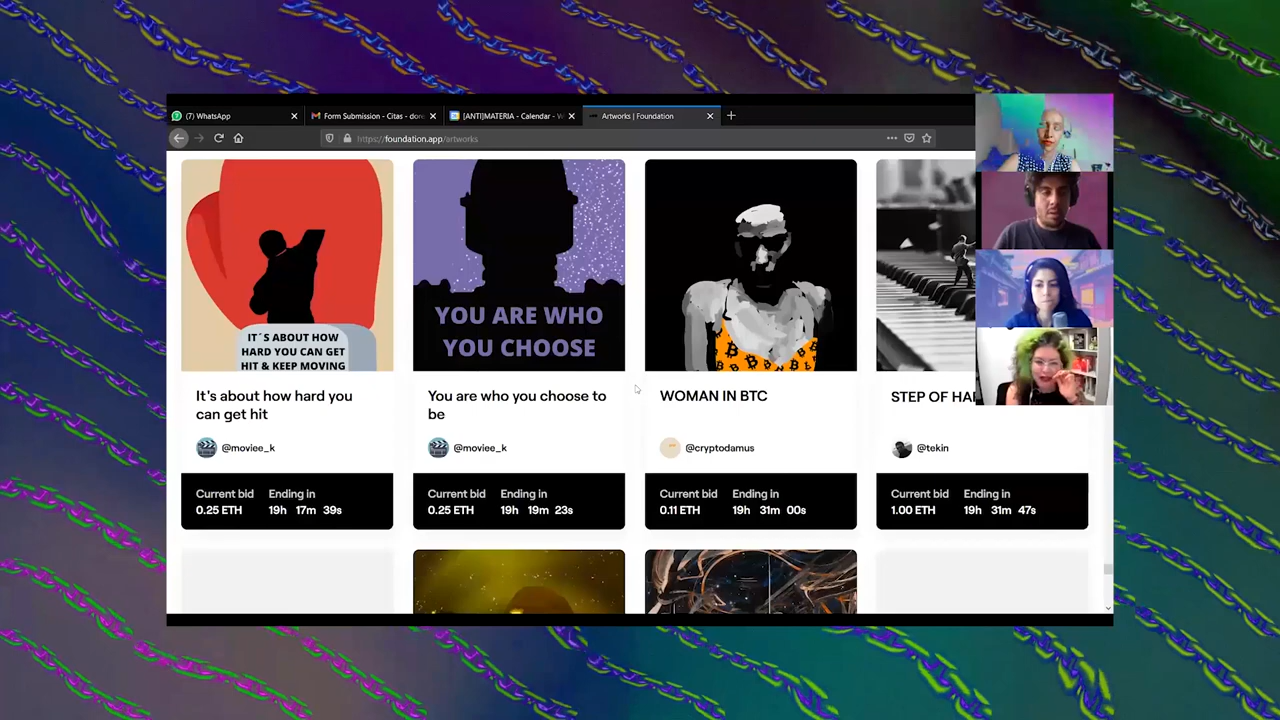 (7) WhatsApp
Form Submission - Citas - dore
[ANTI]MATERIA - Calendar - W
Artworks | Foundation
https://foundation.app/artworks
IT´S ABOUT HOW
HARD YOU CAN GET
HIT & KEEP MOVING
YOU ARE WHO
YOU CHOOSE
It's about how hard you
can get hit
You are who you choose to
be
WOMAN IN BTC
STEP OF HA
@moviee_k
@moviee_k
@cryptodamus
@tekin
Current bid Ending in
0.25 ETH 19h 17m 39s
Current bid Ending in
0.25 ETH 19h 19m 23s
Current bid Ending in
0.11 ETH 19h 31m 00s
Current bid Ending in
1.00 ETH 19h 31m 47s